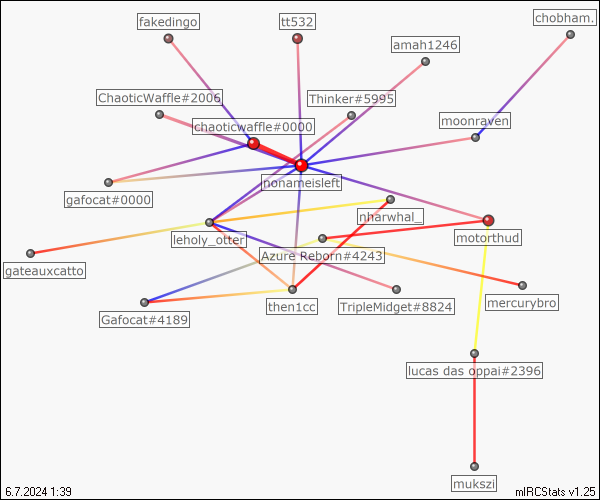 fakedingo
tt532
chobham.
amah1246
ChaoticWaffle#2006
Thinker#5995
chaoticwaffle#0000
moonraven
nonameisleft
gafocat#0000
nharwhal_
leholy_otter
motorthud
Azure Reborn#4243
gateauxcatto
mercurybro
then1cc
TripleMidget#8824
Gafocat#4189
lucas das oppai#2396
mukszi
6.7.2024 1:39
mIRCStats v1.25